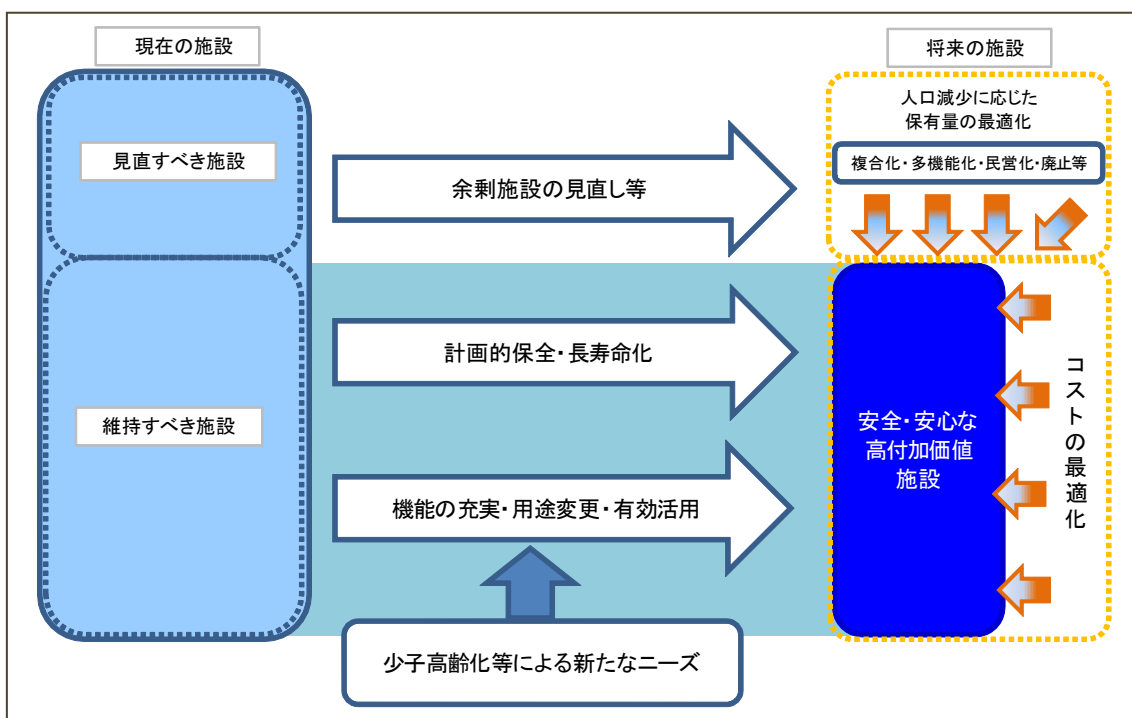 現在の施設
将来の施設
見直すべき施設
余剰施設の見直し等
人口減少に応じた
保有量の最適化
複合化・多機能化・民営化・廃止等
維持すべき施設
計画的保全・長寿命化
機能の充実・用途変更・有効活用
少子高齢化等による新たなニーズ
安全・安心な
高付加価値
施設
コストの最適化